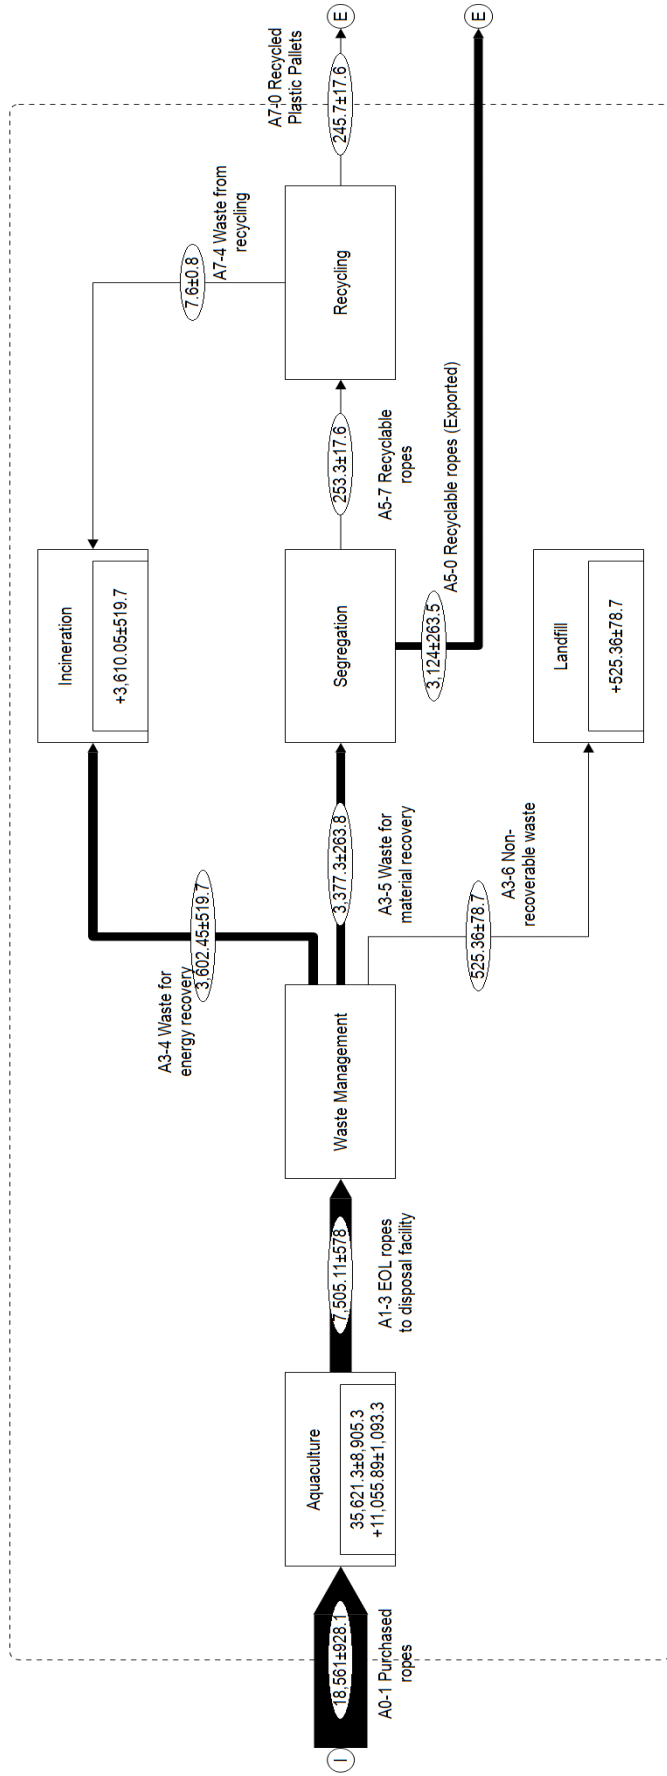 I
18,561±928.1
A0-1 Purchased
ropes
Aquaculture
35,621.3±8,905.3
+11,055.89±1,093.3
7,505.11±578
A1-3 EOL ropes
to disposal facility
Waste Management
A3-4 Waste for
energy recovery
3,602.45±519.7
3,377.3±263.8
A3-5 Waste for
material recovery
525.36±78.7
A3-6 Non-
recoverable waste
Incineration
+3,610.05±519.7
Segregation
3,124±263.5
A5-0 Recyclable ropes (Exported)
Landfill
+525.36±78.7
253.3±17.6
A5-7 Recyclable
ropes
Recycling
7.6±0.8
A7-4 Waste from
recycling
A7-0 Recycled
Plastic Pallets
245.7±17.6
E
E